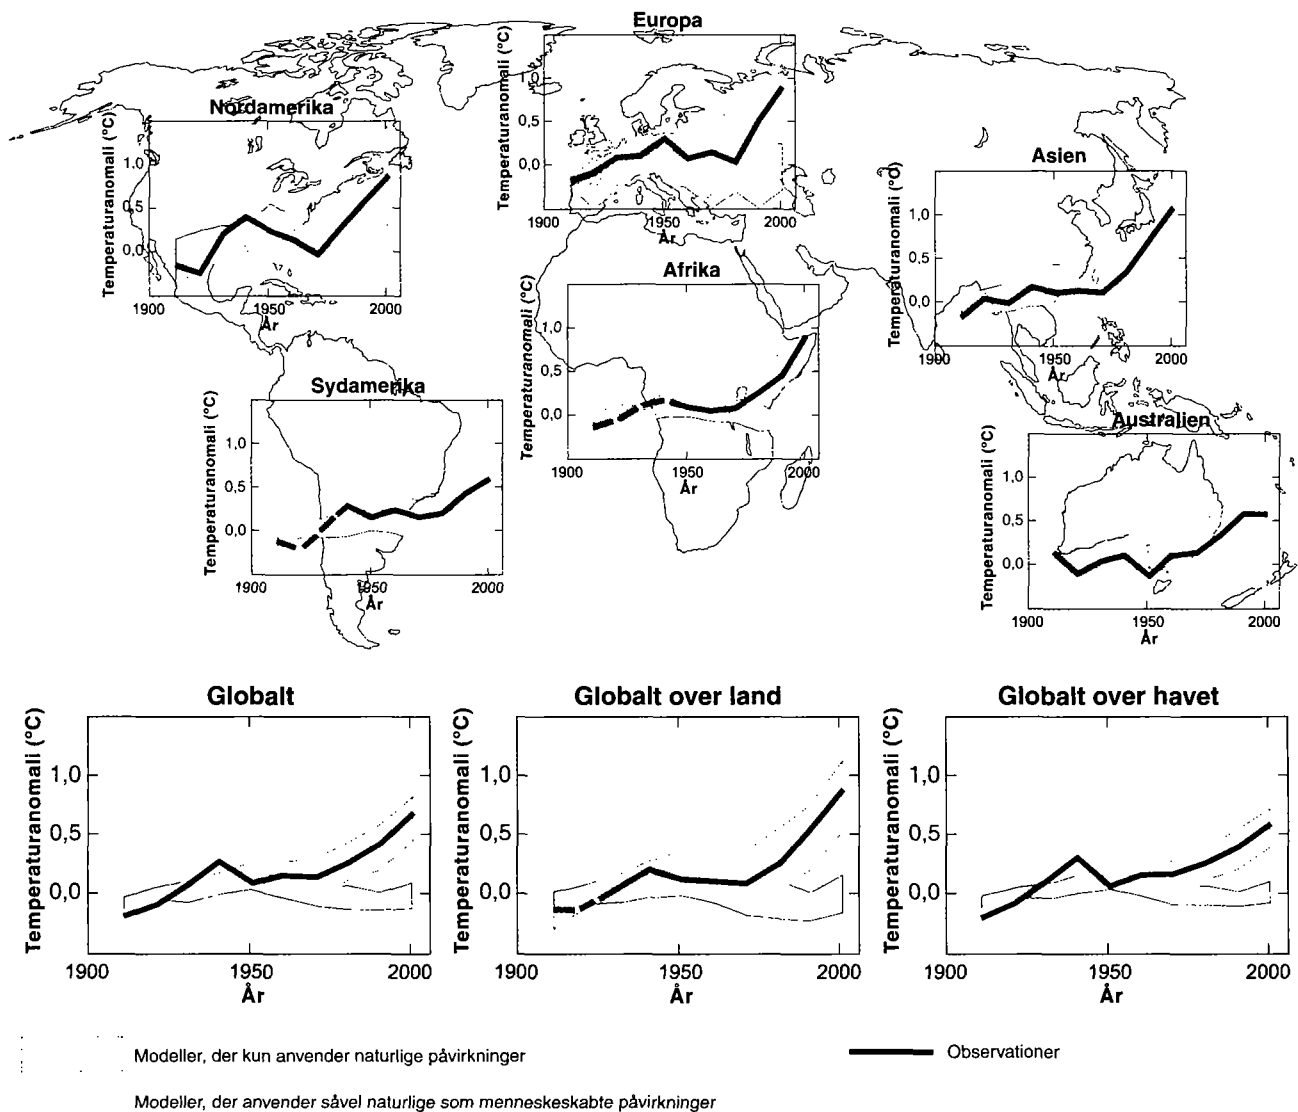 Europa
Temperaturanomali (°C)
1,0
0,5
0,0
1900
1950
2000
År
Nordamerika
Temperaturanomali (°C)
1,0
0,5
0,0
1900
1950
2000
År
Asien
Temperaturanomali (°C)
1,0
0,5
0,0
1900
1950
2000
År
Afrika
Temperaturanomali (°C)
1,0
0,5
0,0
1900
1950
2000
År
Sydamerika
Temperaturanomali (°C)
1,0
0,5
0,0
1900
1950
2000
År
Australien
Temperaturanomali (°C)
1,0
0,5
0,0
1900
1950
2000
År
Globalt
Temperaturanomali (°C)
1,0
0,5
0,0
1900
1950
2000
År
Globalt over land
Temperaturanomali (°C)
1,0
0,5
0,0
1900
1950
2000
År
Globalt over havet
Temperaturanomali (°C)
1,0
0,5
0,0
1900
1950
2000
År
Modeller, der kun anvender naturlige påvirkninger
Observationer
Modeller, der anvender såvel naturlige som menneskeskabte påvirkninger